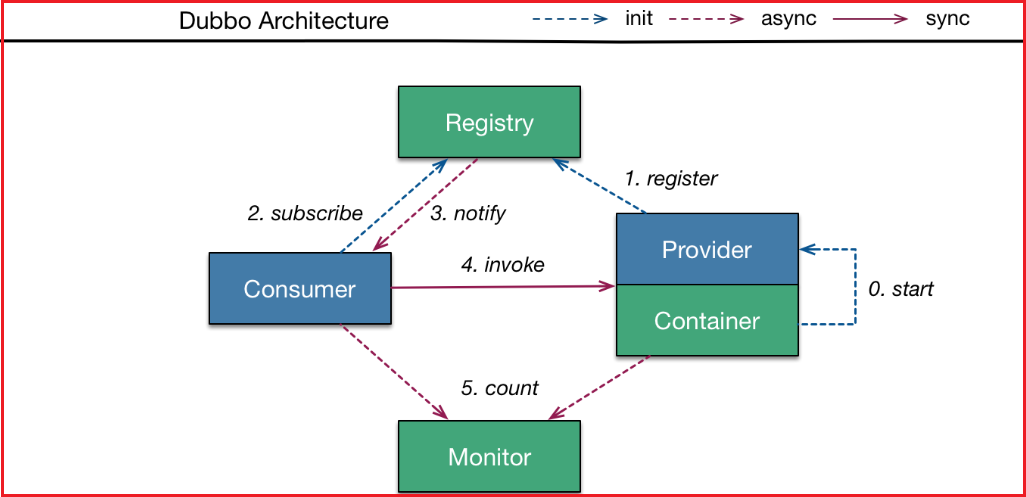 Dubbo Architecture
init
async
sync
Registry
1. register
2. subscribe
3. notify
Provider
4. invoke
Consumer
0. start
Container
5. count
Monitor